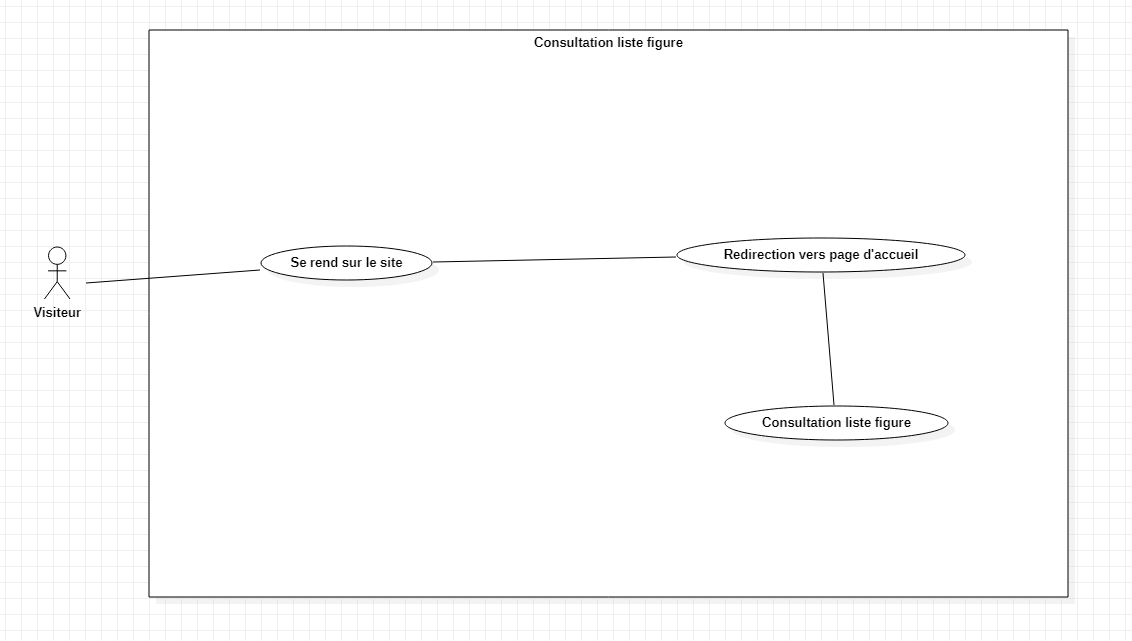 Consultation liste figure
Se rend sur le site
Redirection vers page d'accueil
Visiteur
Consultation liste figure